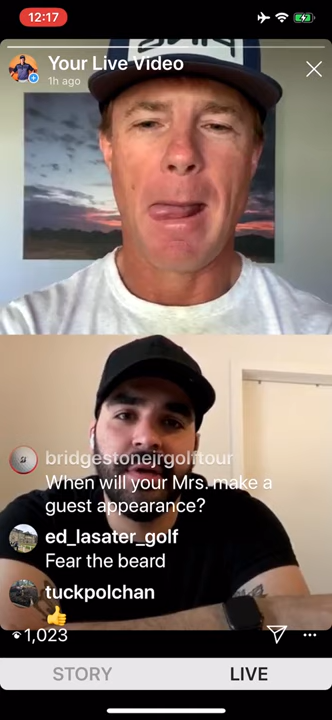 12:17
Your Live Video
1h ago
bridgestonejrgolftour
When will your Mrs. make a
guest appearance?
ed_lasater_golf
Fear the beard
tuckpolchan
👍
1,023
STORY
LIVE